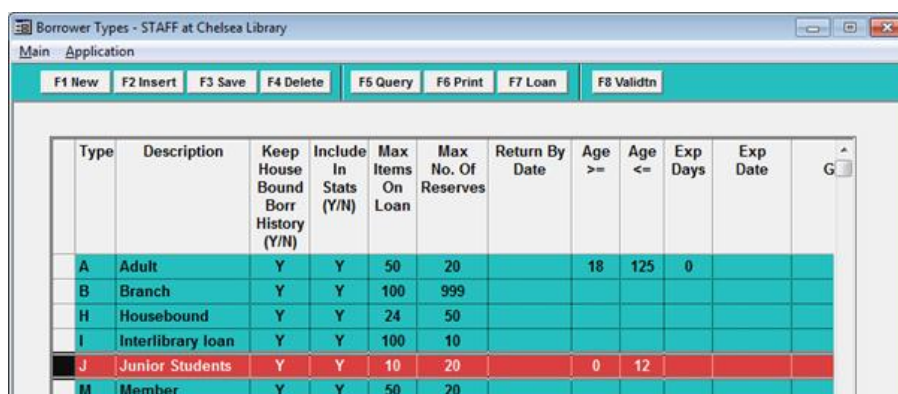 Borrower Types - STAFF at Chelsea Library
Main Application
F1 New F2 Insert F3 Save F4 Delete F5 Query F6 Print F7 Loan F8 Validtn
Type Description Keep Include Max Max Return By Age Age Exp Exp
House In Items No. Of Date >= <= Days Date G
Bound Stats On Reserves
Borr (Y/N) Loan
History
(Y/N)
A Adult Y Y 50 20 18 125 0
B Branch Y Y 100 999
H Housebound Y Y 24 50
I Interlibrary loan Y Y 100 10
J Junior Students Y Y 10 20 0 12
M Member Y Y 50 20